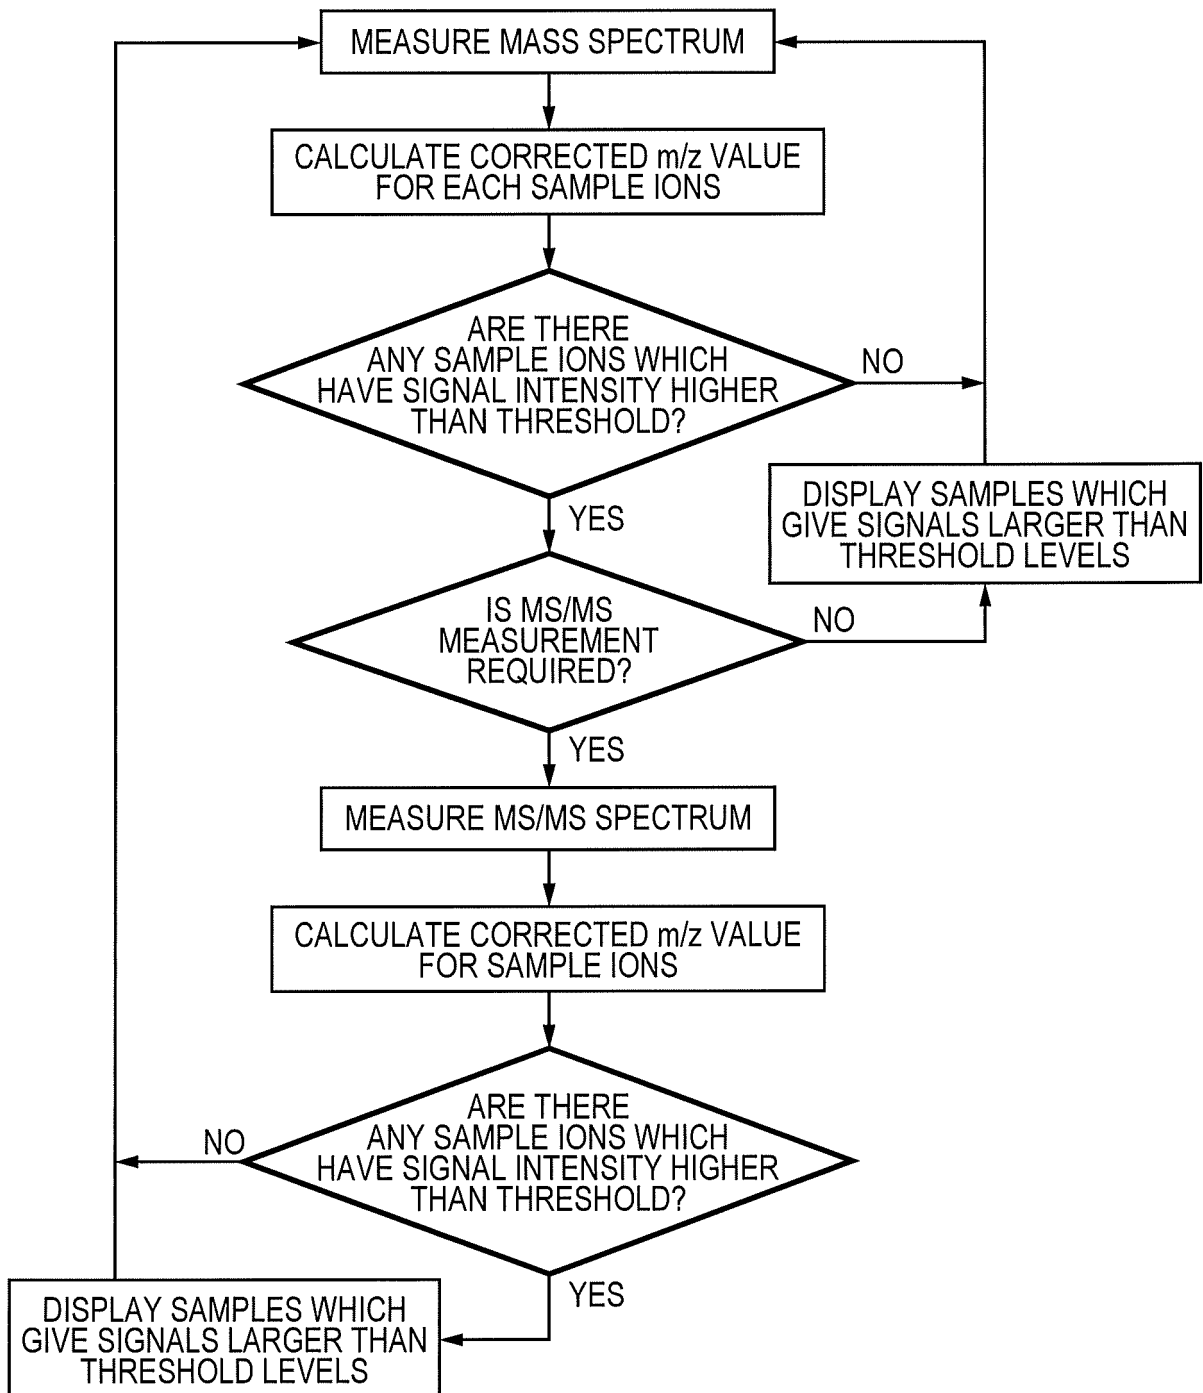 MEASURE MASS SPECTRUM
CALCULATE CORRECTED m/z VALUE
FOR EACH SAMPLE IONS
ARE THERE
ANY SAMPLE IONS WHICH
HAVE SIGNAL INTENSITY HIGHER
THAN THRESHOLD?
NO
YES
DISPLAY SAMPLES WHICH
GIVE SIGNALS LARGER THAN
THRESHOLD LEVELS
IS MS/MS
MEASUREMENT
REQUIRED?
NO
YES
MEASURE MS/MS SPECTRUM
CALCULATE CORRECTED m/z VALUE
FOR SAMPLE IONS
ARE THERE
ANY SAMPLE IONS WHICH
HAVE SIGNAL INTENSITY HIGHER
THAN THRESHOLD?
NO
YES
DISPLAY SAMPLES WHICH
GIVE SIGNALS LARGER THAN
THRESHOLD LEVELS